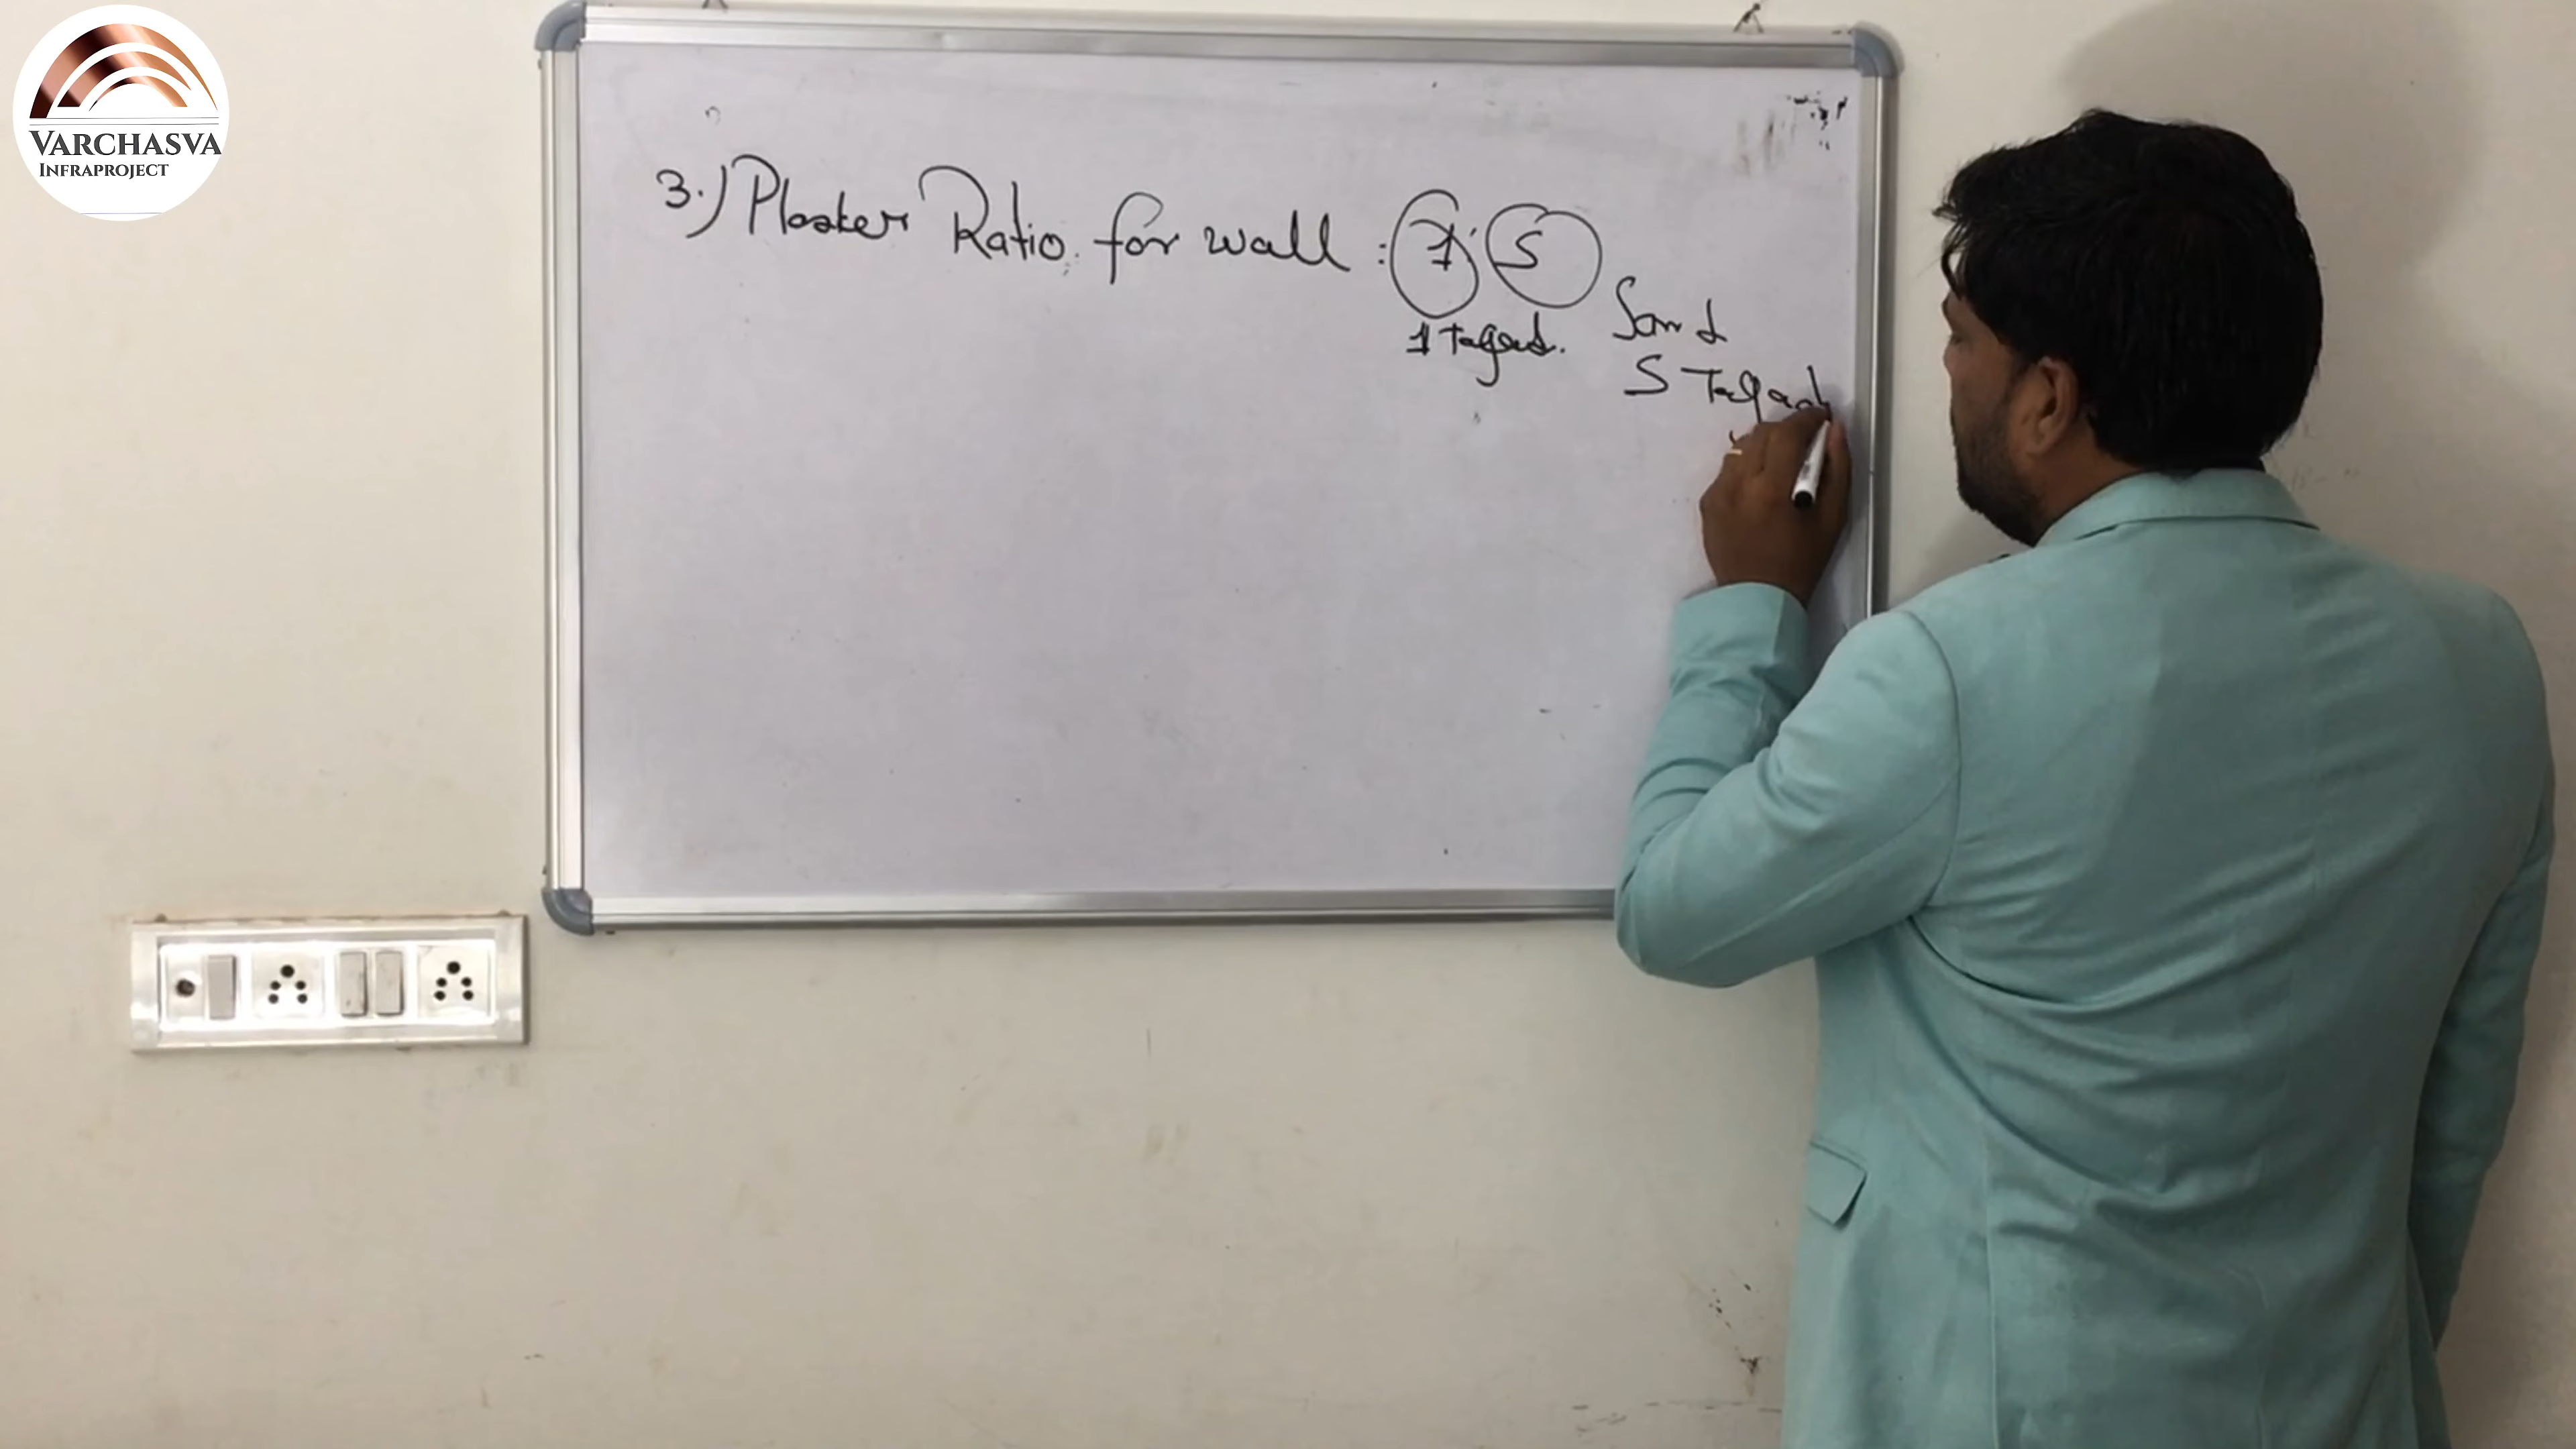 VARCHASVA
INFRAPROJECT
3.) Plaster Ratio for wall : 1:5
1 Tagad.
Sand
5 Tagad